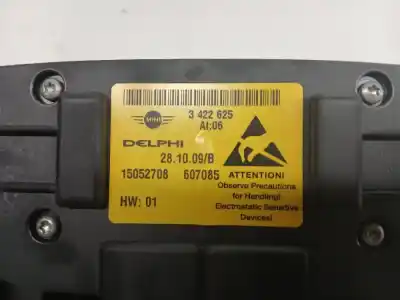 MINI
3 422 625
AI:06
DELPHI
28.10.09/B
15052708 607085
HW: 01
ATTENTION!
Observe Precautions
for Handling!
Electrostatic Sensitive
Devices!